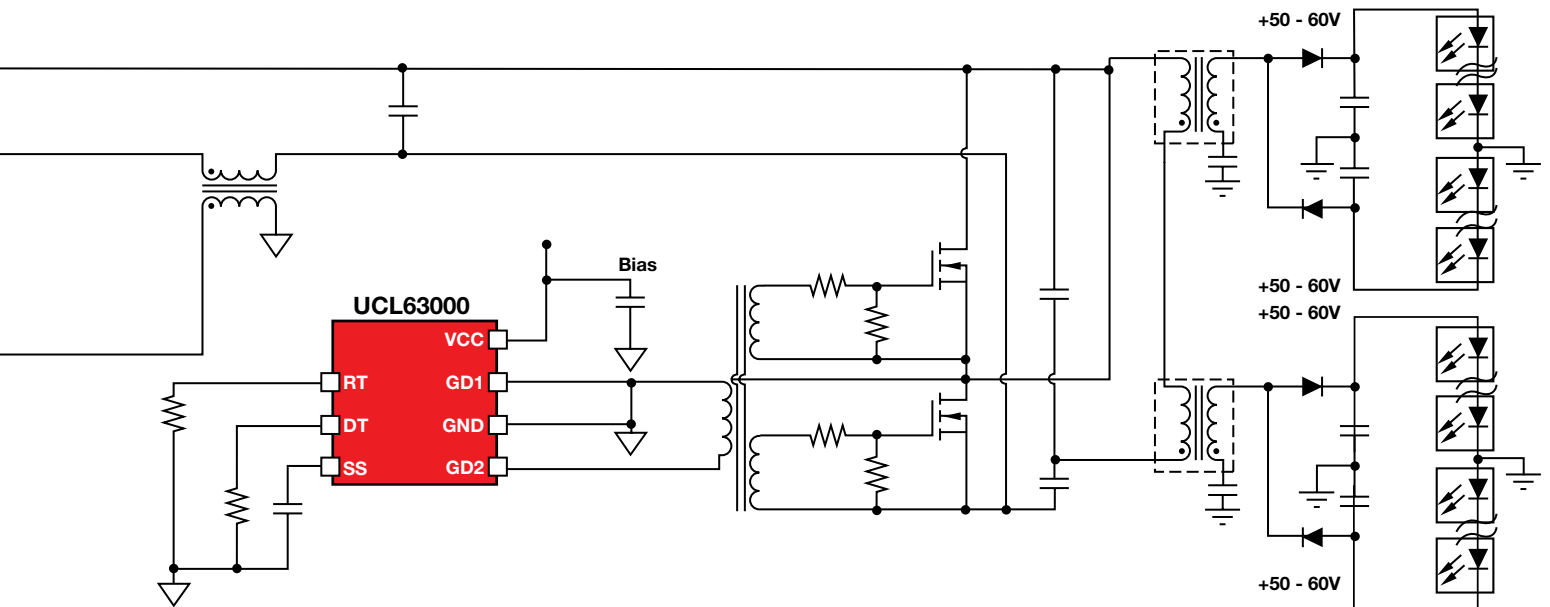 +50 - 60V
Bias
UCL63000
VCC
RT
GD1
DT
GND
SS
GD2
+50 - 60V
+50 - 60V
+50 - 60V